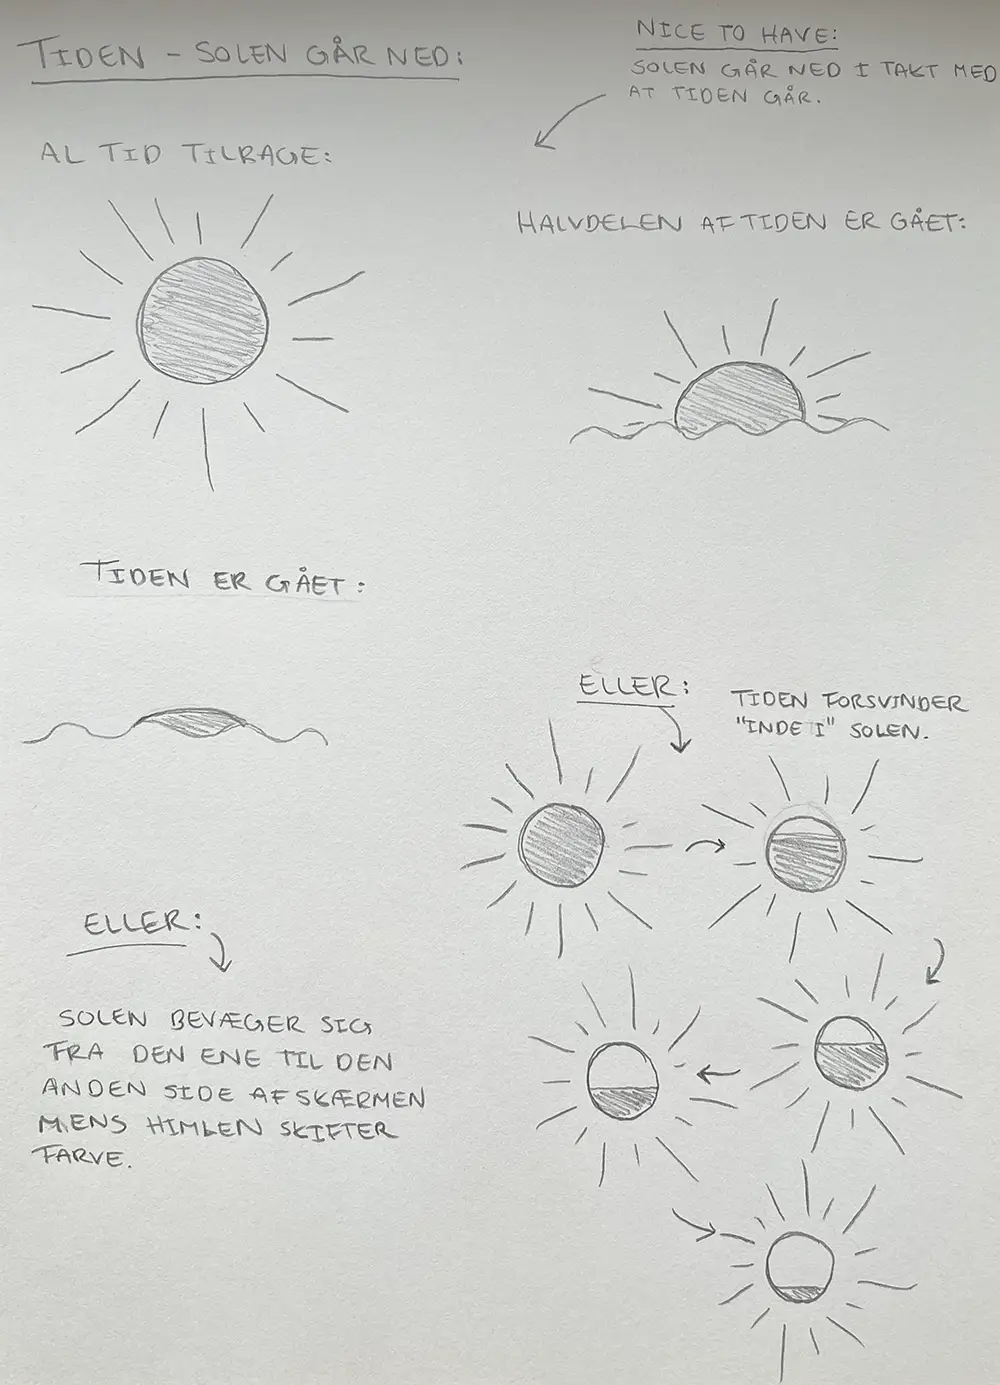 TIDEN - SOLEN GÅR NED:
NICE TO HAVE:
SOLEN GÅR NED I TAKT MED
AT TIDEN GÅR.
AL TID TILBAGE:
HALVDELEN AF TIDEN ER GÅET:
TIDEN ER GÅET:
ELLER:
TIDEN FORSVINDER
"INDE I" SOLEN.
ELLER:
SOLEN BEVÆGER SIG
FRA DEN ENE TIL DEN
ANDEN SIDE AF SKÆRMEN
MENS HIMLEN SKIFTER
FARVE.